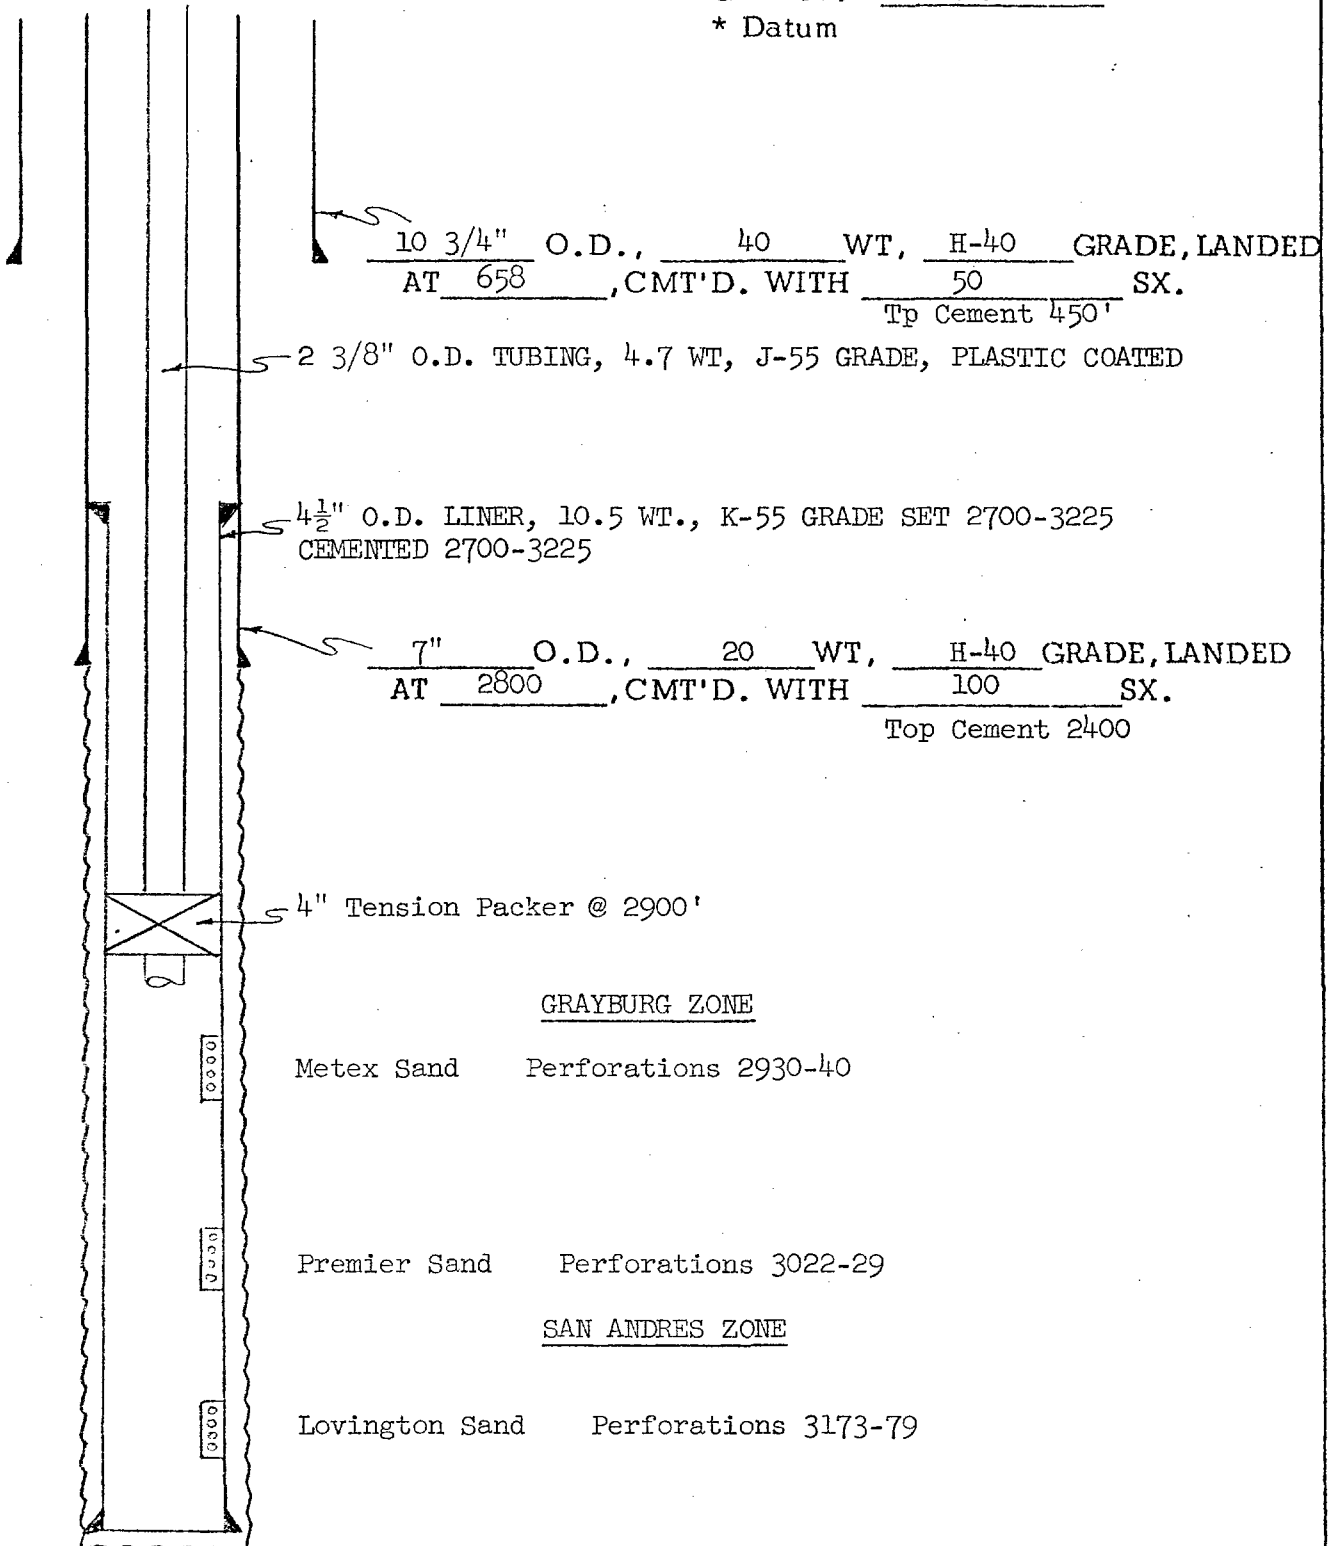 * Datum
10 3/4" O.D., 40 WT, H-40 GRADE, LANDED
AT 658, CMT'D. WITH 50 SX.
Tp Cement 450'
2 3/8" O.D. TUBING, 4.7 WT, J-55 GRADE, PLASTIC COATED
4½" O.D. LINER, 10.5 WT., K-55 GRADE SET 2700-3225
CEMENTED 2700-3225
7" O.D., 20 WT, H-40 GRADE, LANDED
AT 2800, CMT'D. WITH 100 SX.
Top Cement 2400
4" Tension Packer @ 2900'
GRAYBURG ZONE
Metex Sand Perforations 2930-40
Premier Sand Perforations 3022-29
SAN ANDRES ZONE
Lovington Sand Perforations 3173-79